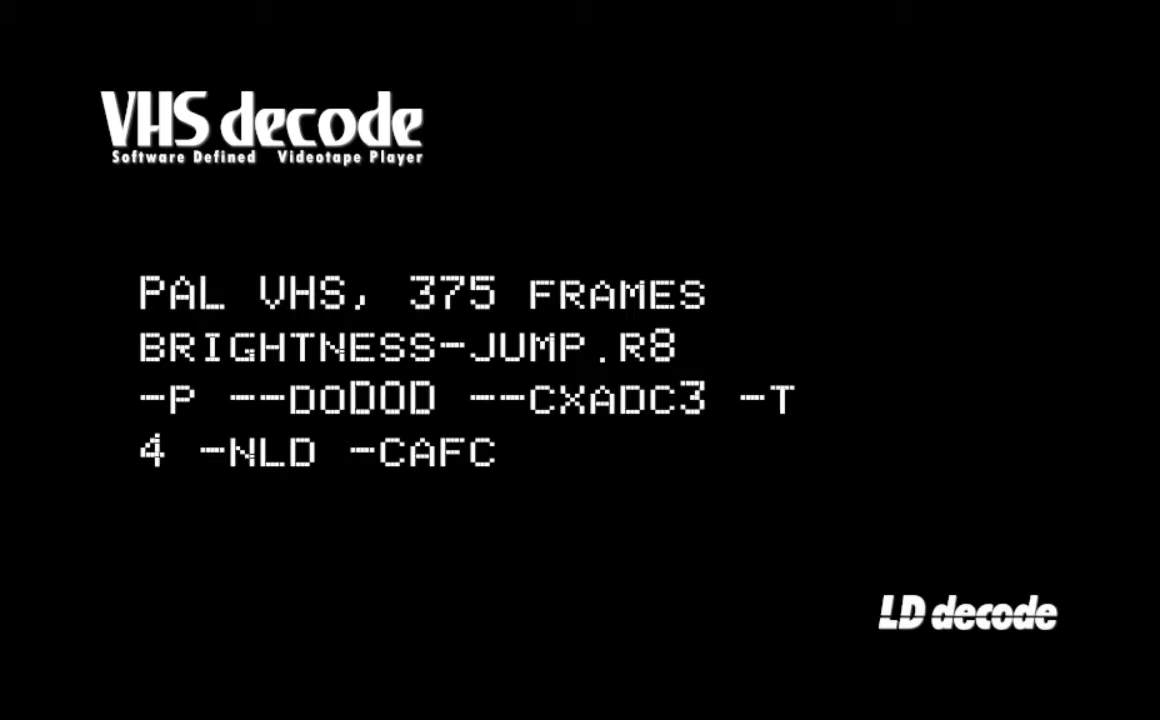 VHS decode
Software Defined Videotape Player
PAL VHS, 375 FRAMES
BRIGHTNESS-JUMP.R8
-P --DODOD --CXADC3 -T
4 -NLD -CAFC
LD decode